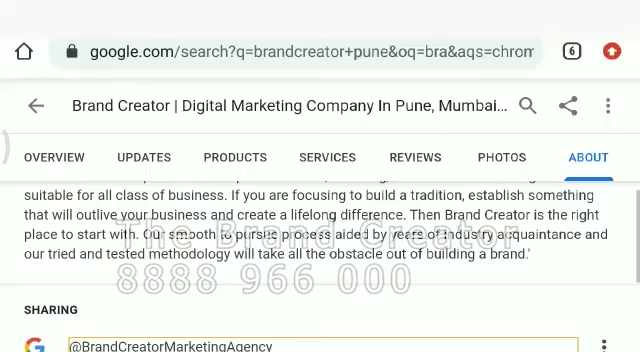 google.com/search?q=brandcreator+pune&oq=bra&aqs=chrom
6
Brand Creator | Digital Marketing Company In Pune, Mumbai...
OVERVIEW UPDATES PRODUCTS SERVICES REVIEWS PHOTOS ABOUT
suitable for all class of business. If you are focusing to build a tradition, establish something
that will outlive your business and create a lifelong difference. Then Brand Creator is the right
place to start with. Our smooth to pursue process aided by years of industry acquaintance and
our tried and tested methodology will take all the obstacle out of building a brand.'
The Brand Creator
8888 966 000
SHARING
@BrandCreatorMarketingAgency